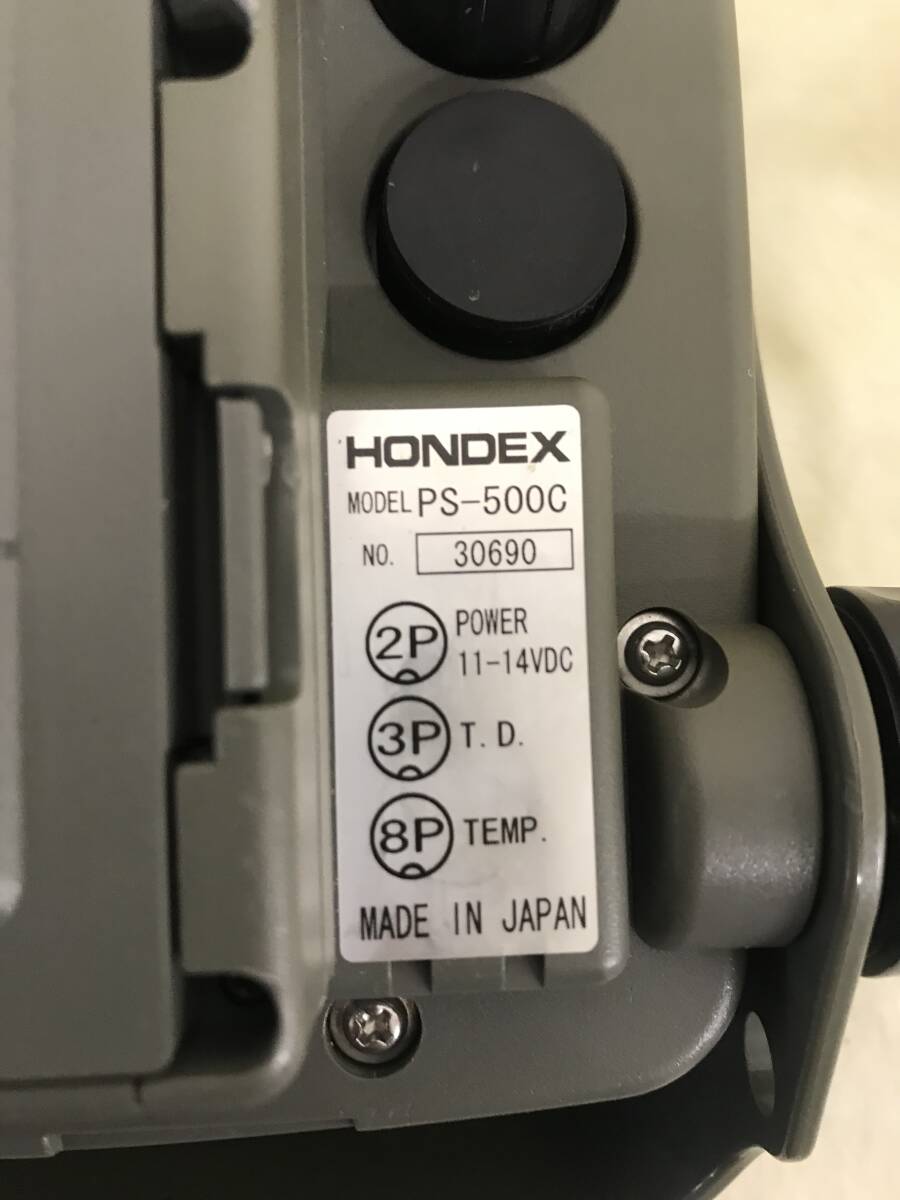 HONDEX
MODEL PS-500C
NO. 30690
2P POWER
11-14VDC
3P T.D.
8P TEMP.
MADE IN JAPAN